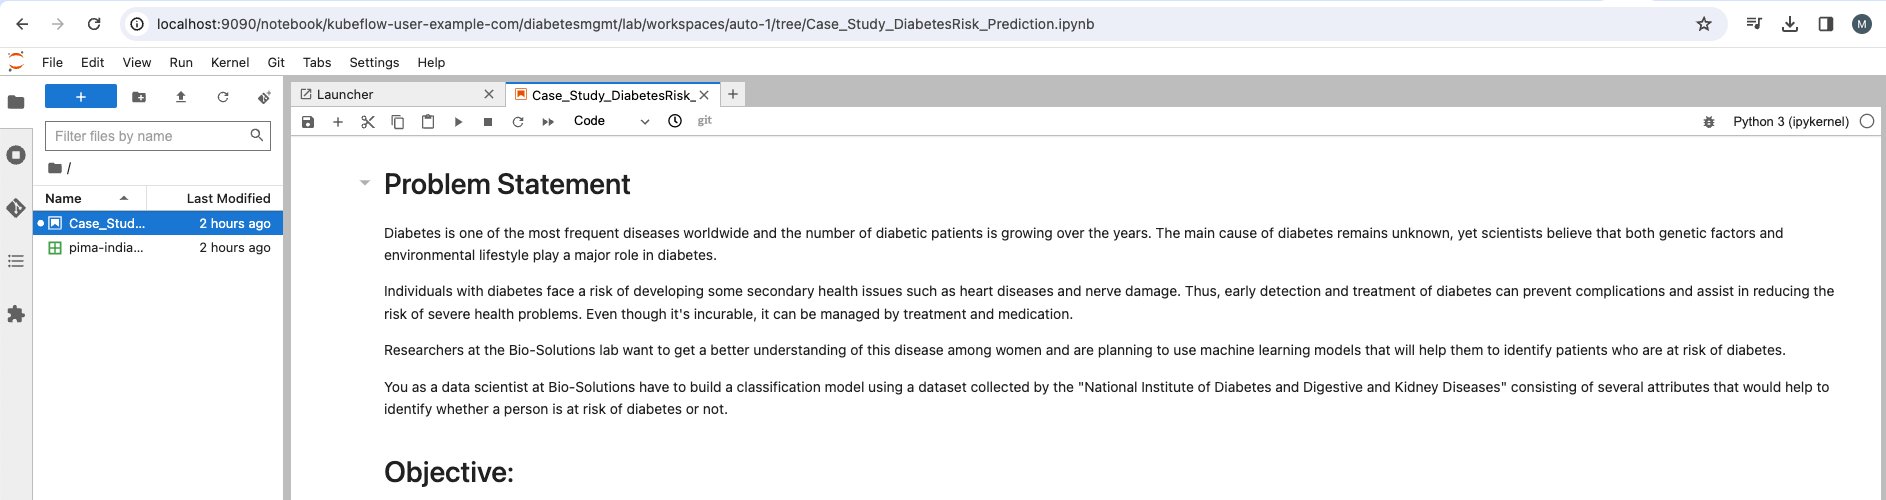 localhost:9090/notebook/kubeflow-user-example-com/diabetesmgmt/lab/workspaces/auto-1/tree/Case_Study_DiabetesRisk_Prediction.ipynb
M
File Edit View Run Kernel Git Tabs Settings Help
+
Launcher
Case_Study_DiabetesRisk_
Filter files by name
Code
git
Python 3 (ipykernel)
/
Name Last Modified
Case_Stud... 2 hours ago
pima-india... 2 hours ago
Problem Statement
Diabetes is one of the most frequent diseases worldwide and the number of diabetic patients is growing over the years. The main cause of diabetes remains unknown, yet scientists believe that both genetic factors and
environmental lifestyle play a major role in diabetes.
Individuals with diabetes face a risk of developing some secondary health issues such as heart diseases and nerve damage. Thus, early detection and treatment of diabetes can prevent complications and assist in reducing the
risk of severe health problems. Even though it's incurable, it can be managed by treatment and medication.
Researchers at the Bio-Solutions lab want to get a better understanding of this disease among women and are planning to use machine learning models that will help them to identify patients who are at risk of diabetes.
You as a data scientist at Bio-Solutions have to build a classification model using a dataset collected by the "National Institute of Diabetes and Digestive and Kidney Diseases" consisting of several attributes that would help to
identify whether a person is at risk of diabetes or not.
Objective: